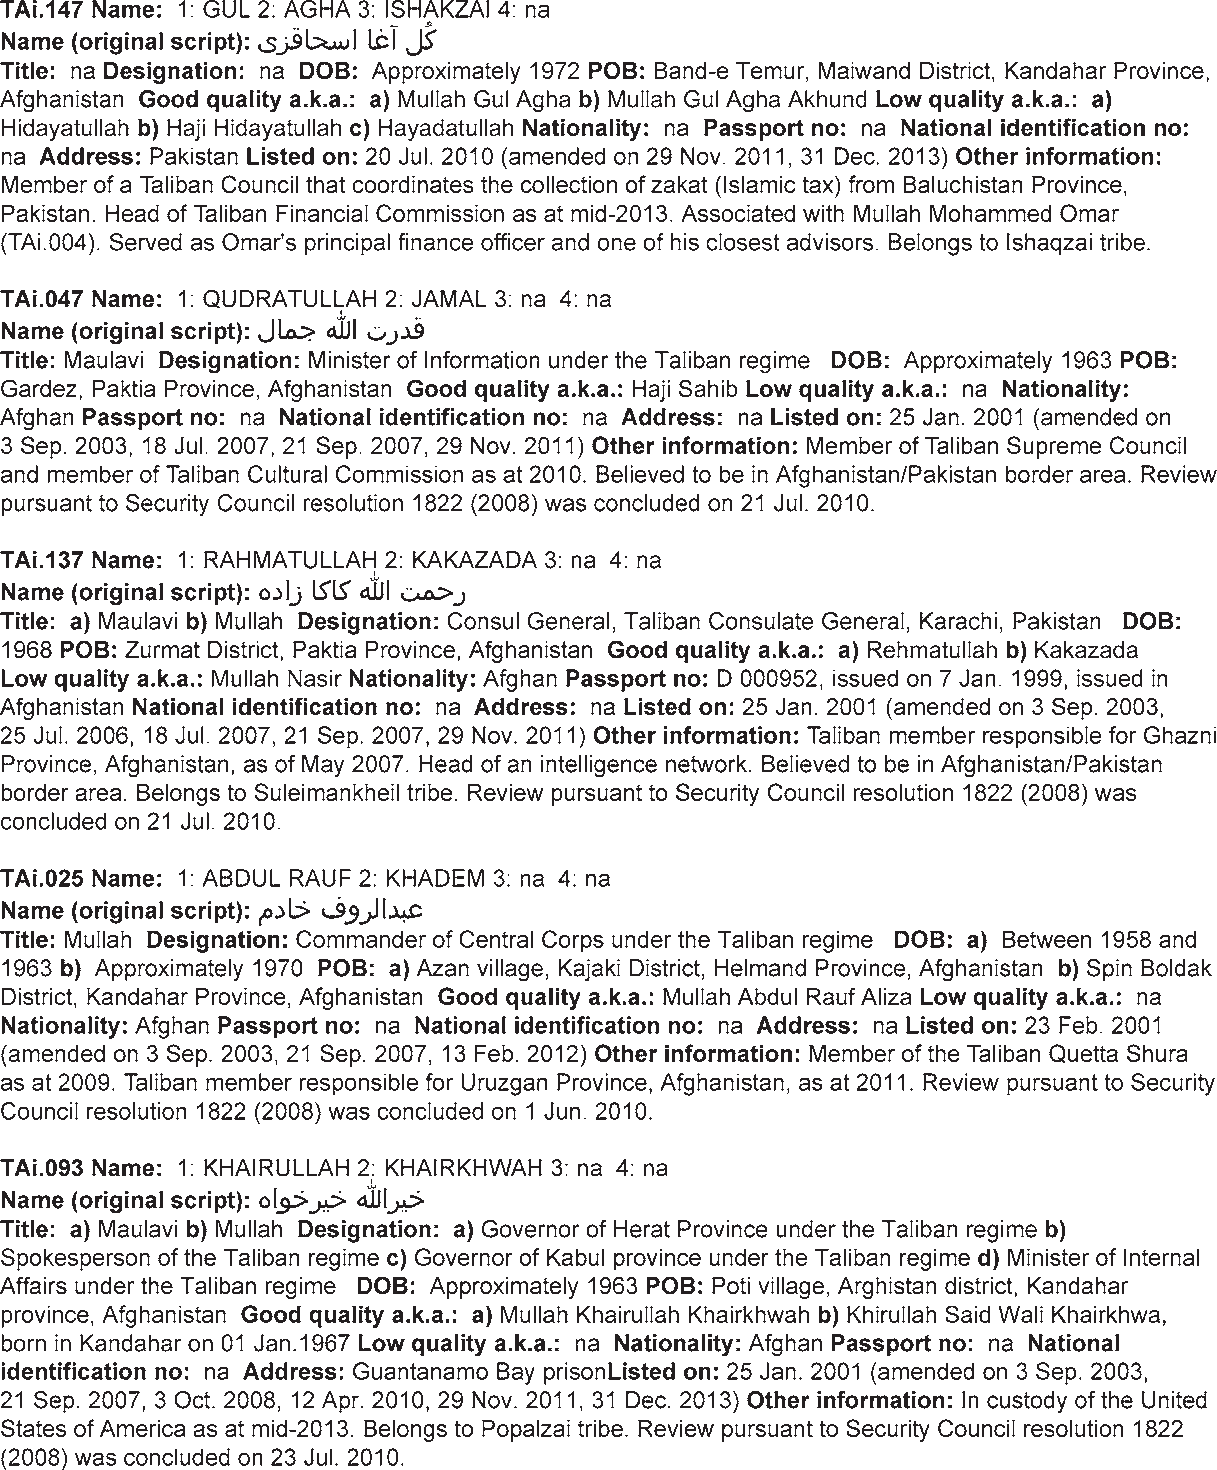 TAi.147 Name: 1: GUL 2: AGHA 3: ISHAKZAI 4: na
Name (original script): گل آغا اسحاقزی
Title: na Designation: na DOB: Approximately 1972 POB: Band-e Temur, Maiwand District, Kandahar Province,
Afghanistan Good quality a.k.a.: a) Mullah Gul Agha b) Mullah Gul Agha Akhund Low quality a.k.a.: a)
Hidayatullah b) Haji Hidayatullah c) Hayadatullah Nationality: na Passport no: na National identification no:
na Address: Pakistan Listed on: 20 Jul. 2010 (amended on 29 Nov. 2011, 31 Dec. 2013) Other information:
Member of a Taliban Council that coordinates the collection of zakat (Islamic tax) from Baluchistan Province,
Pakistan. Head of Taliban Financial Commission as at mid-2013. Associated with Mullah Mohammed Omar
(TAi.004). Served as Omar's principal finance officer and one of his closest advisors. Belongs to Ishaqzai tribe.
TAi.047 Name: 1: QUDRATULLAH 2: JAMAL 3: na 4: na
Name (original script): قدرت الله جمال
Title: Maulavi Designation: Minister of Information under the Taliban regime DOB: Approximately 1963 POB:
Gardez, Paktia Province, Afghanistan Good quality a.k.a.: Haji Sahib Low quality a.k.a.: na Nationality:
Afghan Passport no: na National identification no: na Address: na Listed on: 25 Jan. 2001 (amended on
3 Sep. 2003, 18 Jul. 2007, 21 Sep. 2007, 29 Nov. 2011) Other information: Member of Taliban Supreme Council
and member of Taliban Cultural Commission as at 2010. Believed to be in Afghanistan/Pakistan border area. Review
pursuant to Security Council resolution 1822 (2008) was concluded on 21 Jul. 2010.
TAi.137 Name: 1: RAHMATULLAH 2: KAKAZADA 3: na 4: na
Name (original script): رحمت الله کاکا زاده
Title: a) Maulavi b) Mullah Designation: Consul General, Taliban Consulate General, Karachi, Pakistan DOB:
1968 POB: Zurmat District, Paktia Province, Afghanistan Good quality a.k.a.: a) Rehmatullah b) Kakazada
Low quality a.k.a.: Mullah Nasir Nationality: Afghan Passport no: D 000952, issued on 7 Jan. 1999, issued in
Afghanistan National identification no: na Address: na Listed on: 25 Jan. 2001 (amended on 3 Sep. 2003,
25 Jul. 2006, 18 Jul. 2007, 21 Sep. 2007, 29 Nov. 2011) Other information: Taliban member responsible for Ghazni
Province, Afghanistan, as of May 2007. Head of an intelligence network. Believed to be in Afghanistan/Pakistan
border area. Belongs to Suleimankheil tribe. Review pursuant to Security Council resolution 1822 (2008) was
concluded on 21 Jul. 2010.
TAi.025 Name: 1: ABDUL RAUF 2: KHADEM 3: na 4: na
Name (original script): عبدالروف خادم
Title: Mullah Designation: Commander of Central Corps under the Taliban regime DOB: a) Between 1958 and
1963 b) Approximately 1970 POB: a) Azan village, Kajaki District, Helmand Province, Afghanistan b) Spin Boldak
District, Kandahar Province, Afghanistan Good quality a.k.a.: Mullah Abdul Rauf Aliza Low quality a.k.a.: na
Nationality: Afghan Passport no: na National identification no: na Address: na Listed on: 23 Feb. 2001
(amended on 3 Sep. 2003, 21 Sep. 2007, 13 Feb. 2012) Other information: Member of the Taliban Quetta Shura
as at 2009. Taliban member responsible for Uruzgan Province, Afghanistan, as at 2011. Review pursuant to Security
Council resolution 1822 (2008) was concluded on 1 Jun. 2010.
TAi.093 Name: 1: KHAIRULLAH 2: KHAIRKHWAH 3: na 4: na
Name (original script): خیرالله خیرخواه
Title: a) Maulavi b) Mullah Designation: a) Governor of Herat Province under the Taliban regime b)
Spokesperson of the Taliban regime c) Governor of Kabul province under the Taliban regime d) Minister of Internal
Affairs under the Taliban regime DOB: Approximately 1963 POB: Poti village, Arghistan district, Kandahar
province, Afghanistan Good quality a.k.a.: a) Mullah Khairullah Khairkhwah b) Khirullah Said Wali Khairkhwa,
born in Kandahar on 01 Jan.1967 Low quality a.k.a.: na Nationality: Afghan Passport no: na National
identification no: na Address: Guantanamo Bay prisonListed on: 25 Jan. 2001 (amended on 3 Sep. 2003,
21 Sep. 2007, 3 Oct. 2008, 12 Apr. 2010, 29 Nov. 2011, 31 Dec. 2013) Other information: In custody of the United
States of America as at mid-2013. Belongs to Popalzai tribe. Review pursuant to Security Council resolution 1822
(2008) was concluded on 23 Jul. 2010.